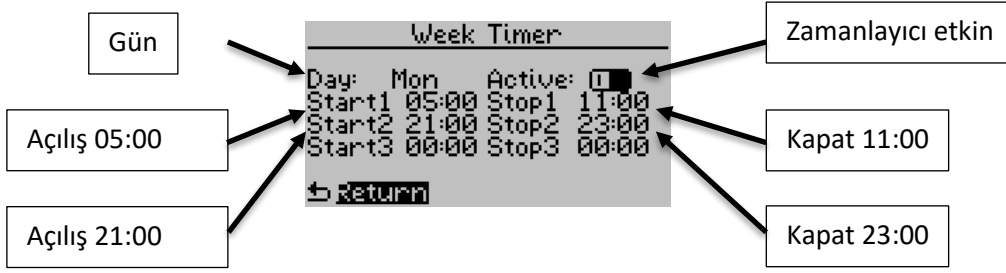 Week Timer
Gün
Zamanlayıcı etkin
Day: Mon Active:
Start1 05:00 Stop1 11:00
Start2 21:00 Stop2 23:00
Start3 00:00 Stop3 00:00
Açılış 05:00
Kapat 11:00
Return
Açılış 21:00
Kapat 23:00